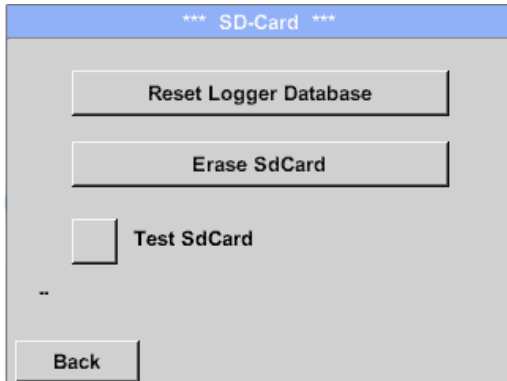 *** SD-Card ***
Reset Logger Database
Erase SdCard
Test SdCard
--
Back